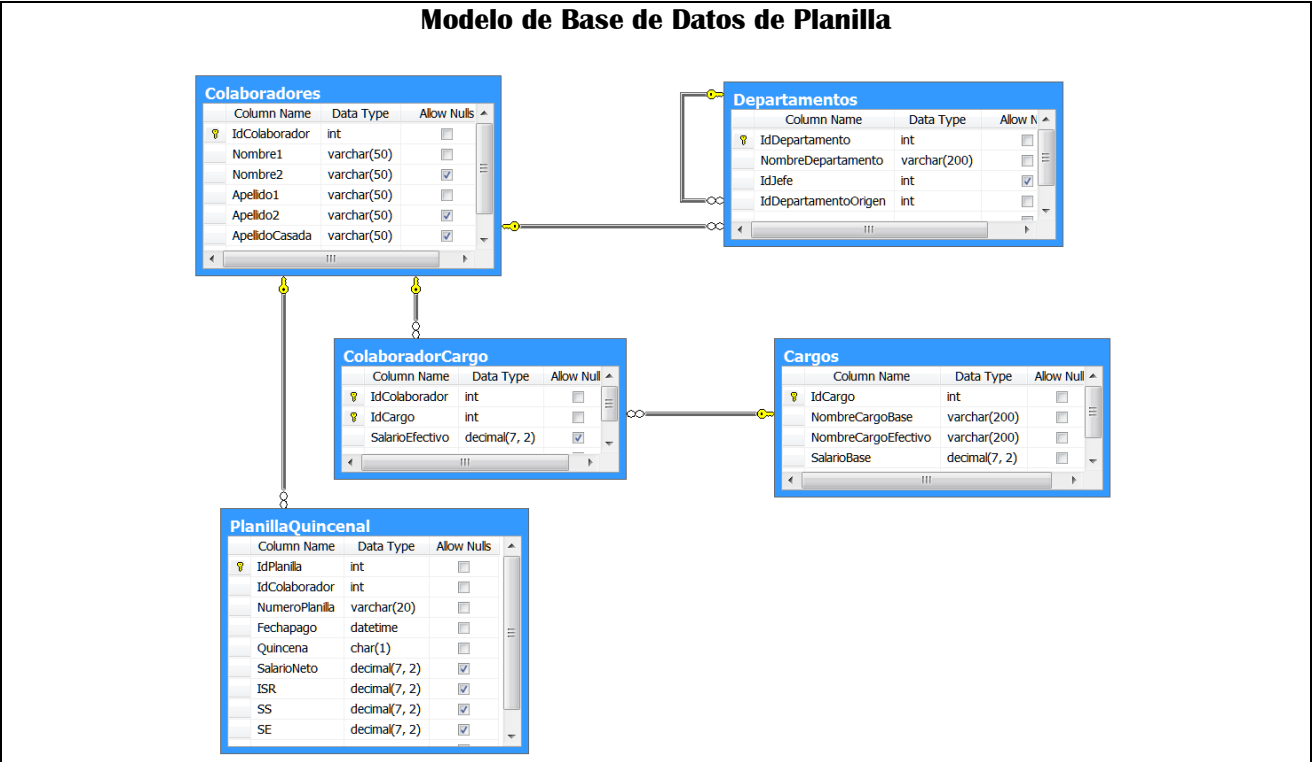 Modelo de Base de Datos de Planilla
Colaboradores
Column Name Data Type Allow Nulls
IdColaborador int
Nombre1 varchar(50)
Nombre2 varchar(50)
Apellido1 varchar(50)
Apellido2 varchar(50)
ApellidoCasada varchar(50)
Departamentos
Column Name Data Type Allow N
IdDepartamento int
NombreDepartamento varchar(200)
IdJefe int
IdDepartamentoOrigen int
ColaboradorCargo
Column Name Data Type Allow Null
IdColaborador int
IdCargo int
SalarioEfectivo decimal(7, 2)
Cargos
Column Name Data Type Allow Null
IdCargo int
NombreCargoBase varchar(200)
NombreCargoEfectivo varchar(200)
SalarioBase decimal(7, 2)
PlanillaQuincenal
Column Name Data Type Allow Nulls
IdPlanilla int
IdColaborador int
NumeroPlanilla varchar(20)
Fechapago datetime
Quincena char(1)
SalarioNeto decimal(7, 2)
ISR decimal(7, 2)
SS decimal(7, 2)
SE decimal(7, 2)